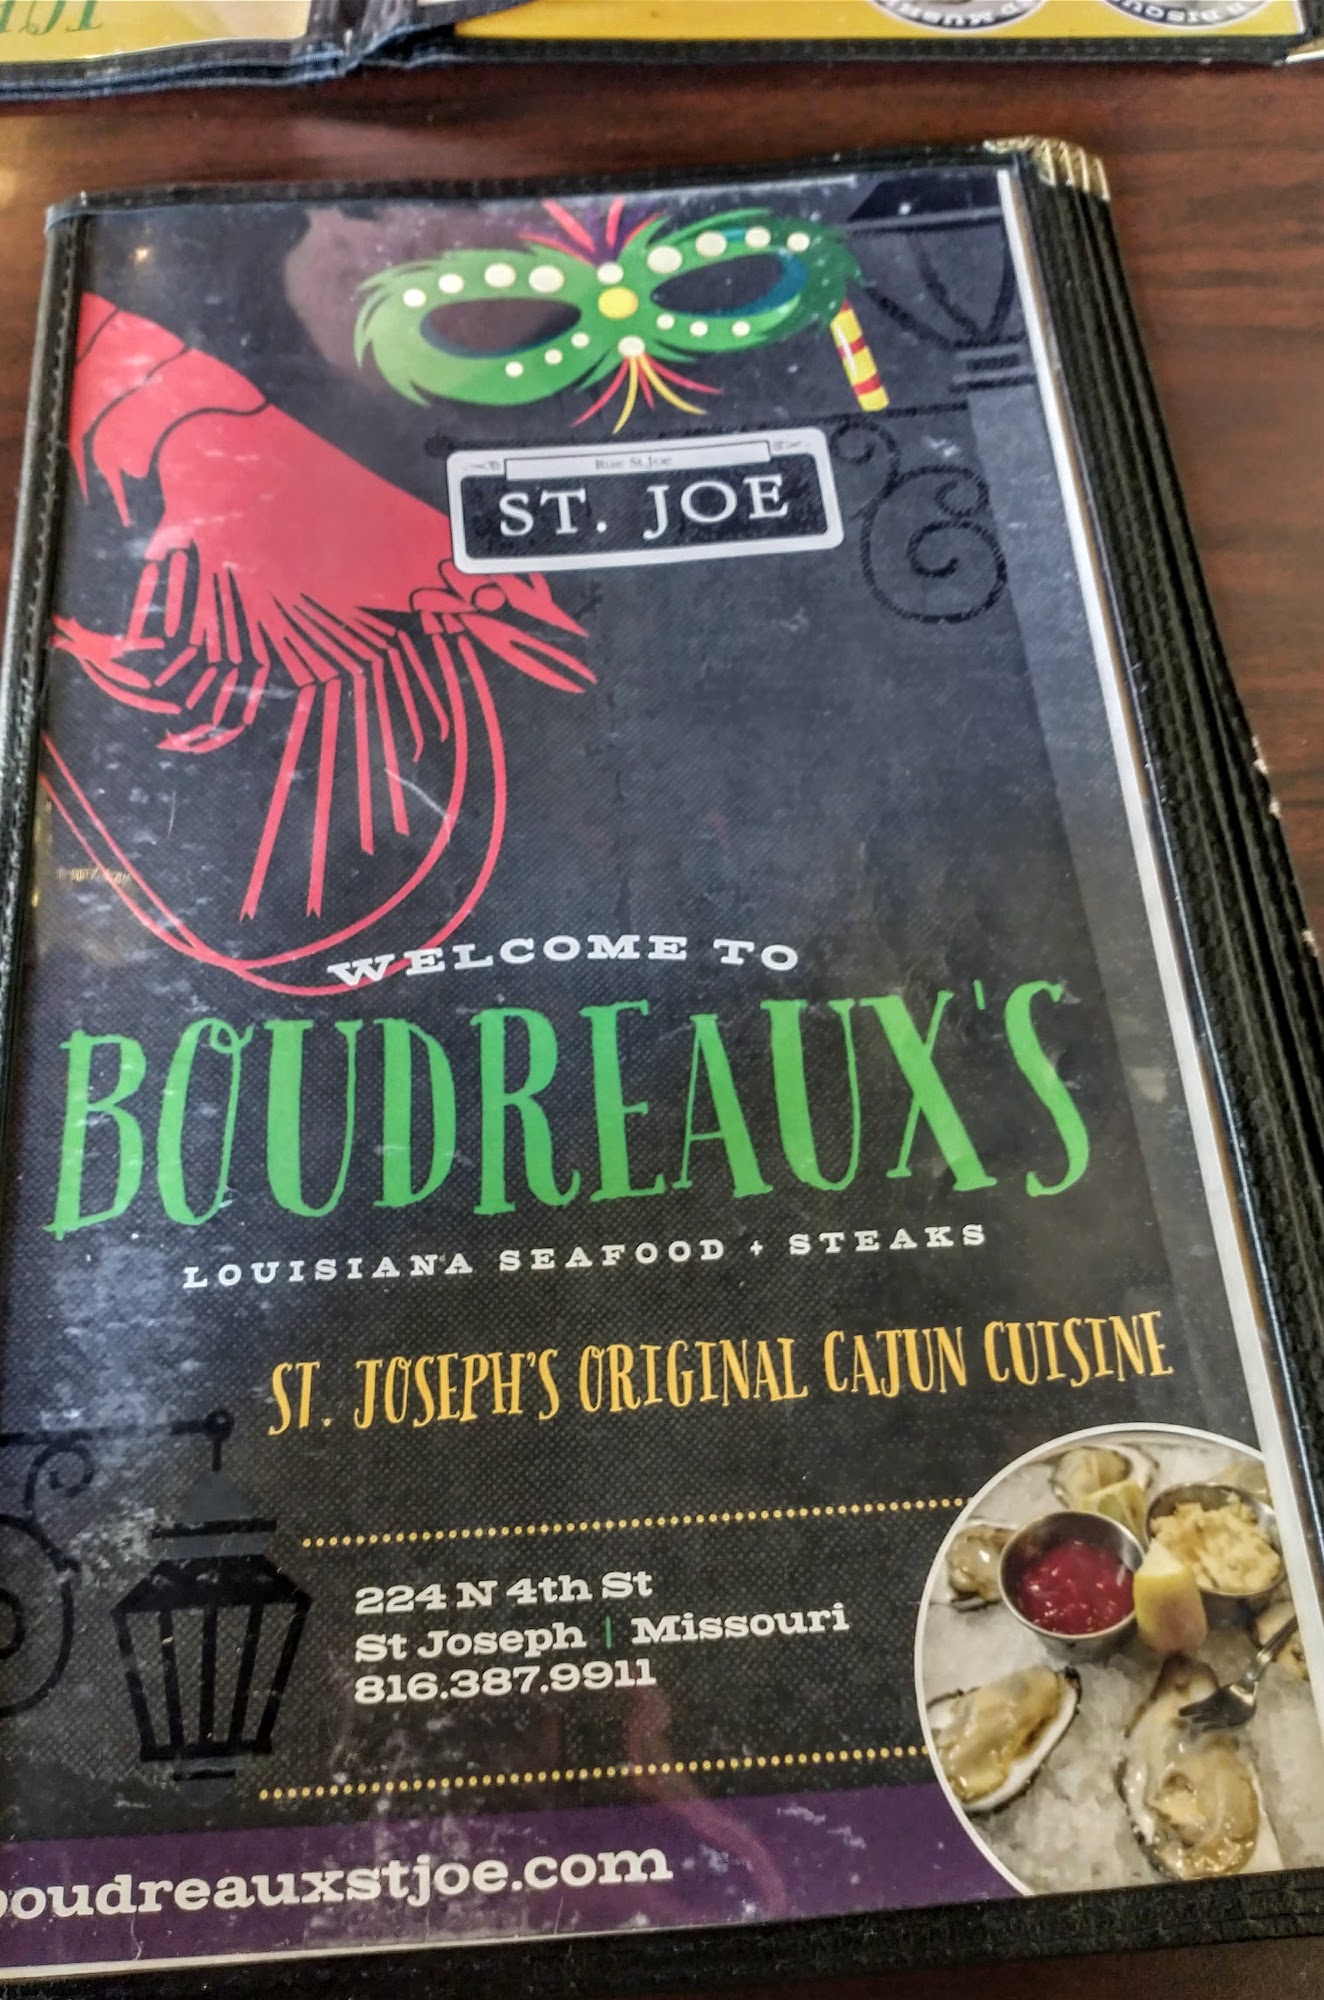 Rue St. Joe
ST. JOE
WELCOME TO
BOUDREAUX'S
LOUISIANA SEAFOOD + STEAKS
ST. JOSEPH'S ORIGINAL CAJUN CUISINE
224 N 4th St
St Joseph | Missouri
816.387.9911
boudreauxstjoe.com